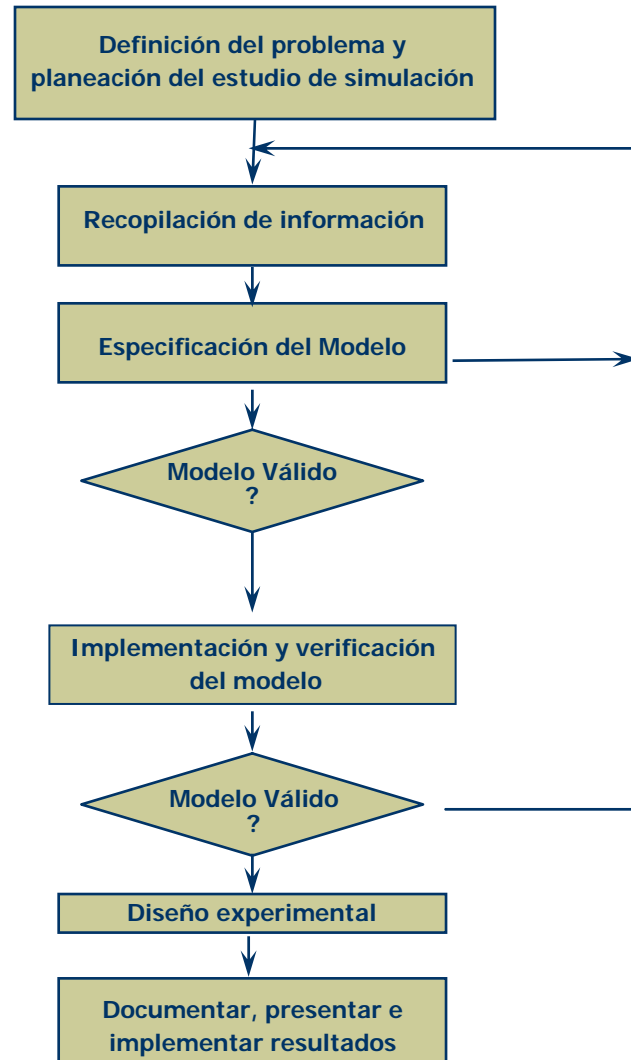 Definición del problema y
planeación del estudio de simulación
Recopilación de información
Especificación del Modelo
Modelo Válido
?
Implementación y verificación
del modelo
Modelo Válido
?
Diseño experimental
Documentar, presentar e
implementar resultados